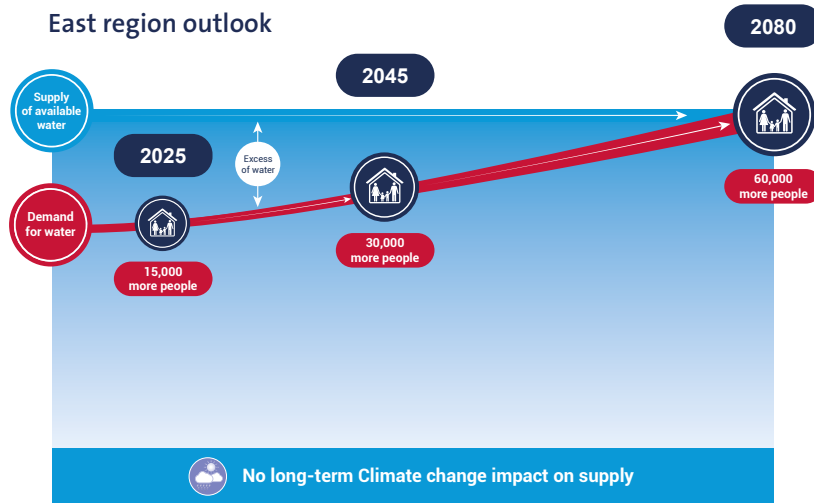 East region outlook
2080
2045
Supply
of available
water
2025
Excess
of water
60,000
more people
Demand
for water
30,000
more people
15,000
more people
No long-term Climate change impact on supply